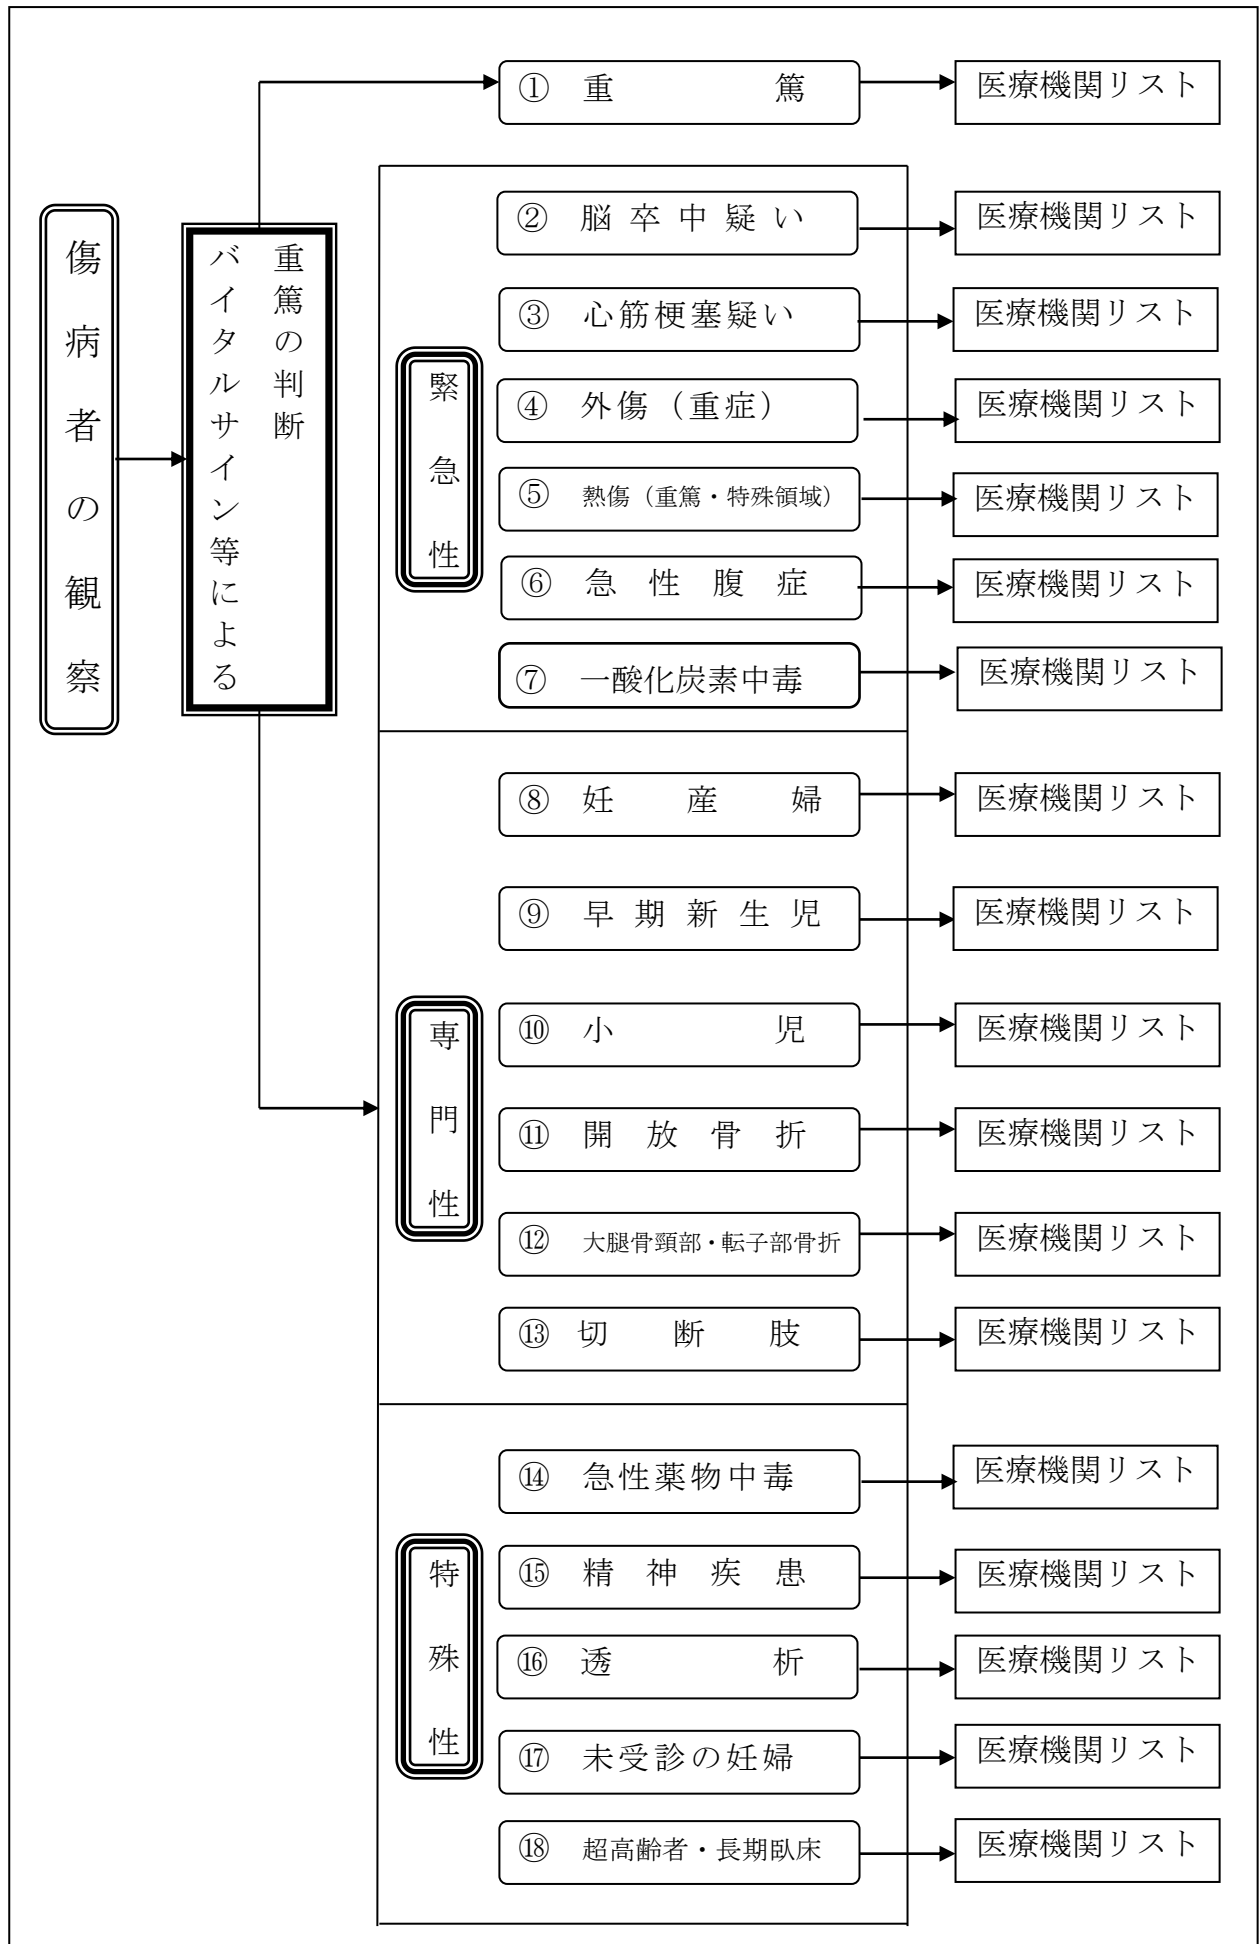 傷病者の観察
重篤の判断
バイタルサイン等による
① 重篤
医療機関リスト
緊急性
② 脳卒中疑い
医療機関リスト
③ 心筋梗塞疑い
医療機関リスト
④ 外傷（重症）
医療機関リスト
⑤ 熱傷（重篤・特殊領域）
医療機関リスト
⑥ 急性腹症
医療機関リスト
⑦ 一酸化炭素中毒
医療機関リスト
専門性
⑧ 妊産婦
医療機関リスト
⑨ 早期新生児
医療機関リスト
⑩ 小児
医療機関リスト
⑪ 開放骨折
医療機関リスト
⑫ 大腿骨頸部・転子部骨折
医療機関リスト
⑬ 切断肢
医療機関リスト
特殊性
⑭ 急性薬物中毒
医療機関リスト
⑮ 精神疾患
医療機関リスト
⑯ 透析
医療機関リスト
⑰ 未受診の妊婦
医療機関リスト
⑱ 超高齢者・長期臥床
医療機関リスト